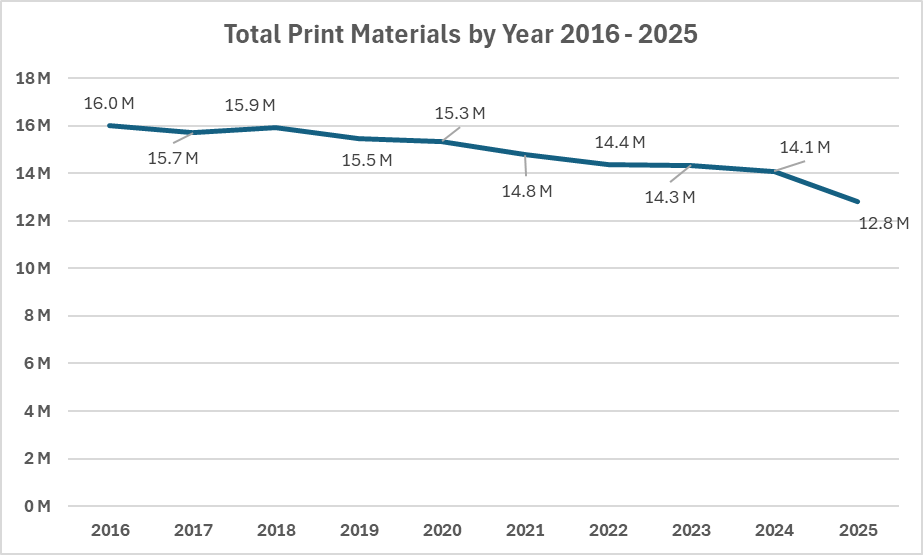 Total Print Materials by Year 2016 - 2025
18 M
16 M
14 M
12 M
10 M
8 M
6 M
4 M
2 M
0 M
16.0 M
15.7 M
15.9 M
15.5 M
15.3 M
14.8 M
14.4 M
14.3 M
14.1 M
12.8 M
2016 2017 2018 2019 2020 2021 2022 2023 2024 2025